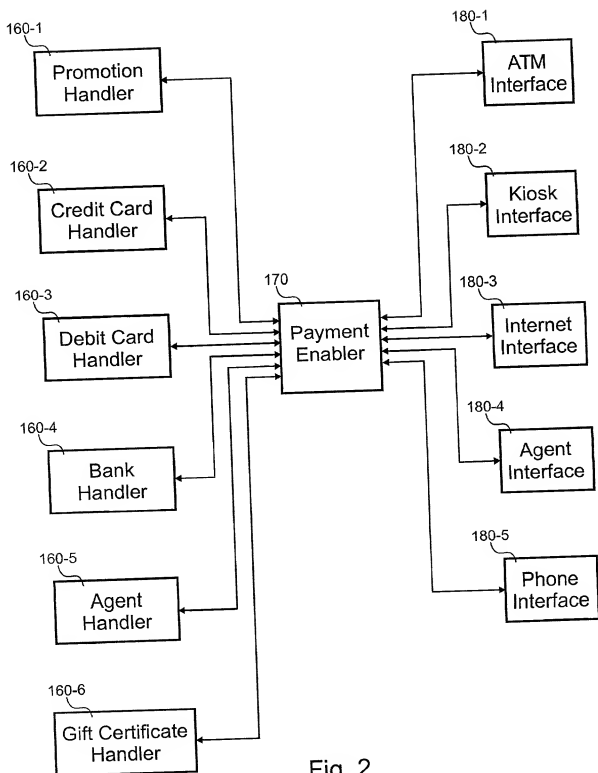 160-1
Promotion
Handler
160-2
Credit Card
Handler
160-3
Debit Card
Handler
160-4
Bank
Handler
160-5
Agent
Handler
160-6
Gift Certificate
Handler
170
Payment
Enabler
180-1
ATM
Interface
180-2
Kiosk
Interface
180-3
Internet
Interface
180-4
Agent
Interface
180-5
Phone
Interface
Fig. 2